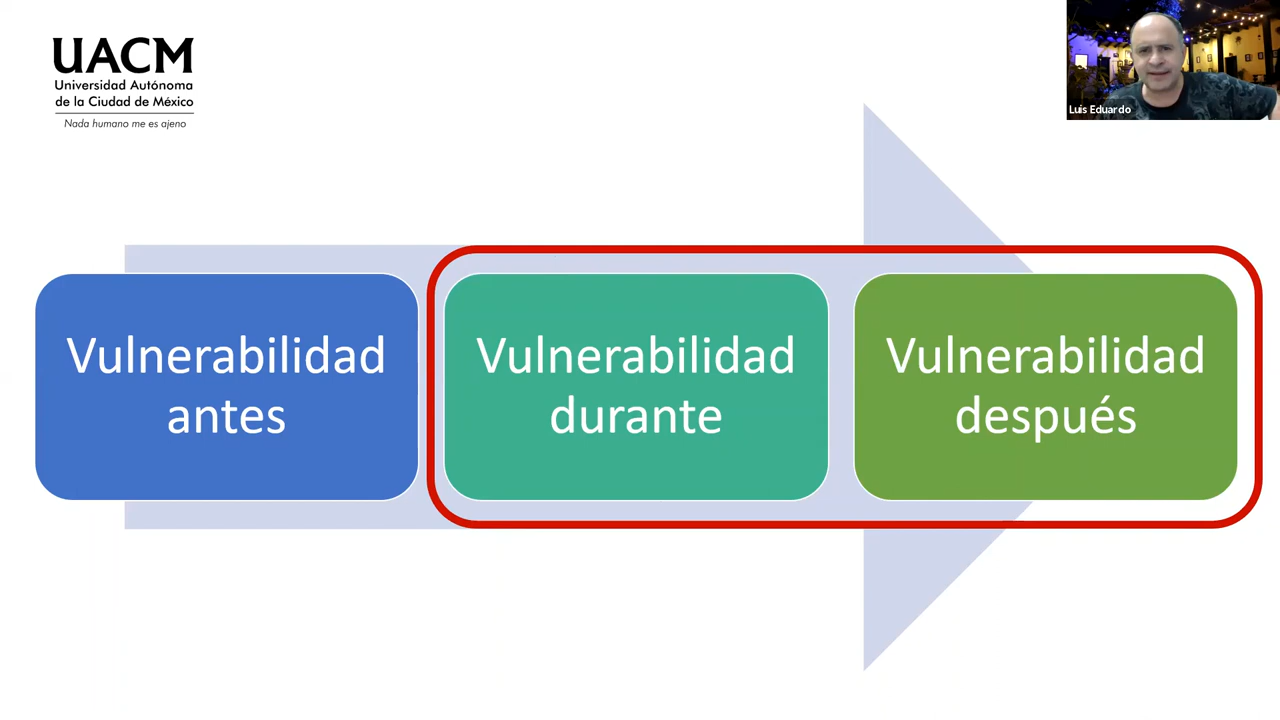 UACM
Universidad Autónoma
de la Ciudad de México
Nada humano me es ajeno
Luis Eduardo
Vulnerabilidad
antes
Vulnerabilidad
durante
Vulnerabilidad
después